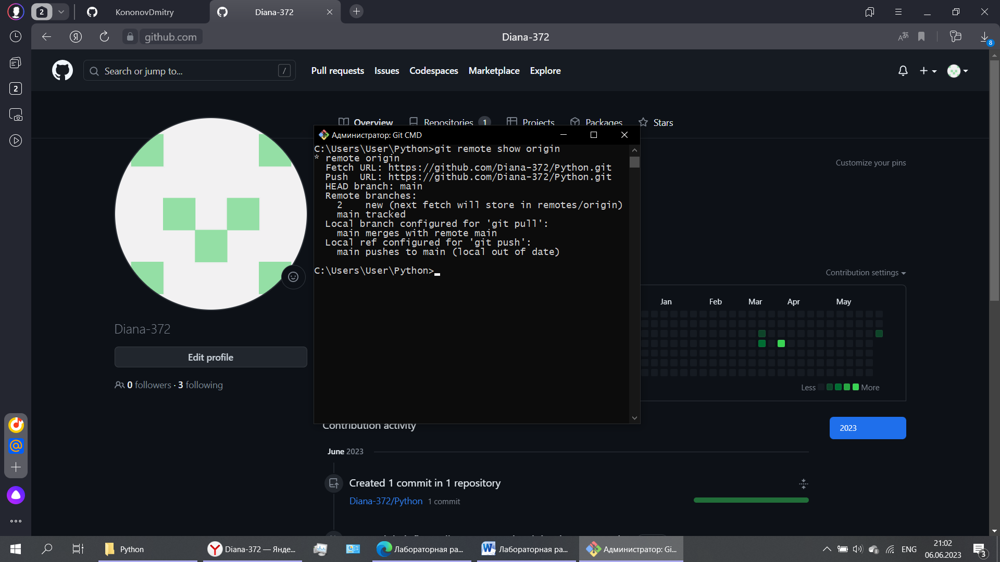 2
KononovDmitry
Diana-372
github.com
Diana-372
8
2
Search or jump to...
/
Pull requests
Issues
Codespaces
Marketplace
Explore
Overview
Repositories 1
Projects
Packages
Stars
Администратор: Git CMD
C:\Users\User\Python>git remote show origin
* remote origin
Fetch URL: https://github.com/Diana-372/Python.git
Push  URL: https://github.com/Diana-372/Python.git
HEAD branch: main
Remote branches:
2    new (next fetch will store in remotes/origin)
main tracked
Local branch configured for 'git pull':
main merges with remote main
Local ref configured for 'git push':
main pushes to main (local out of date)
C:\Users\User\Python>
Customize your pins
Contribution settings
Jan Feb Mar Apr May
Less More
Diana-372
Edit profile
0 followers · 3 following
Contribution activity
2023
June 2023
Created 1 commit in 1 repository
Diana-372/Python 1 commit
Python
Diana-372 — Янде...
Лабораторная ра...
Лабораторная ра...
Администратор: Gi...
ENG
21:02
06.06.2023
3